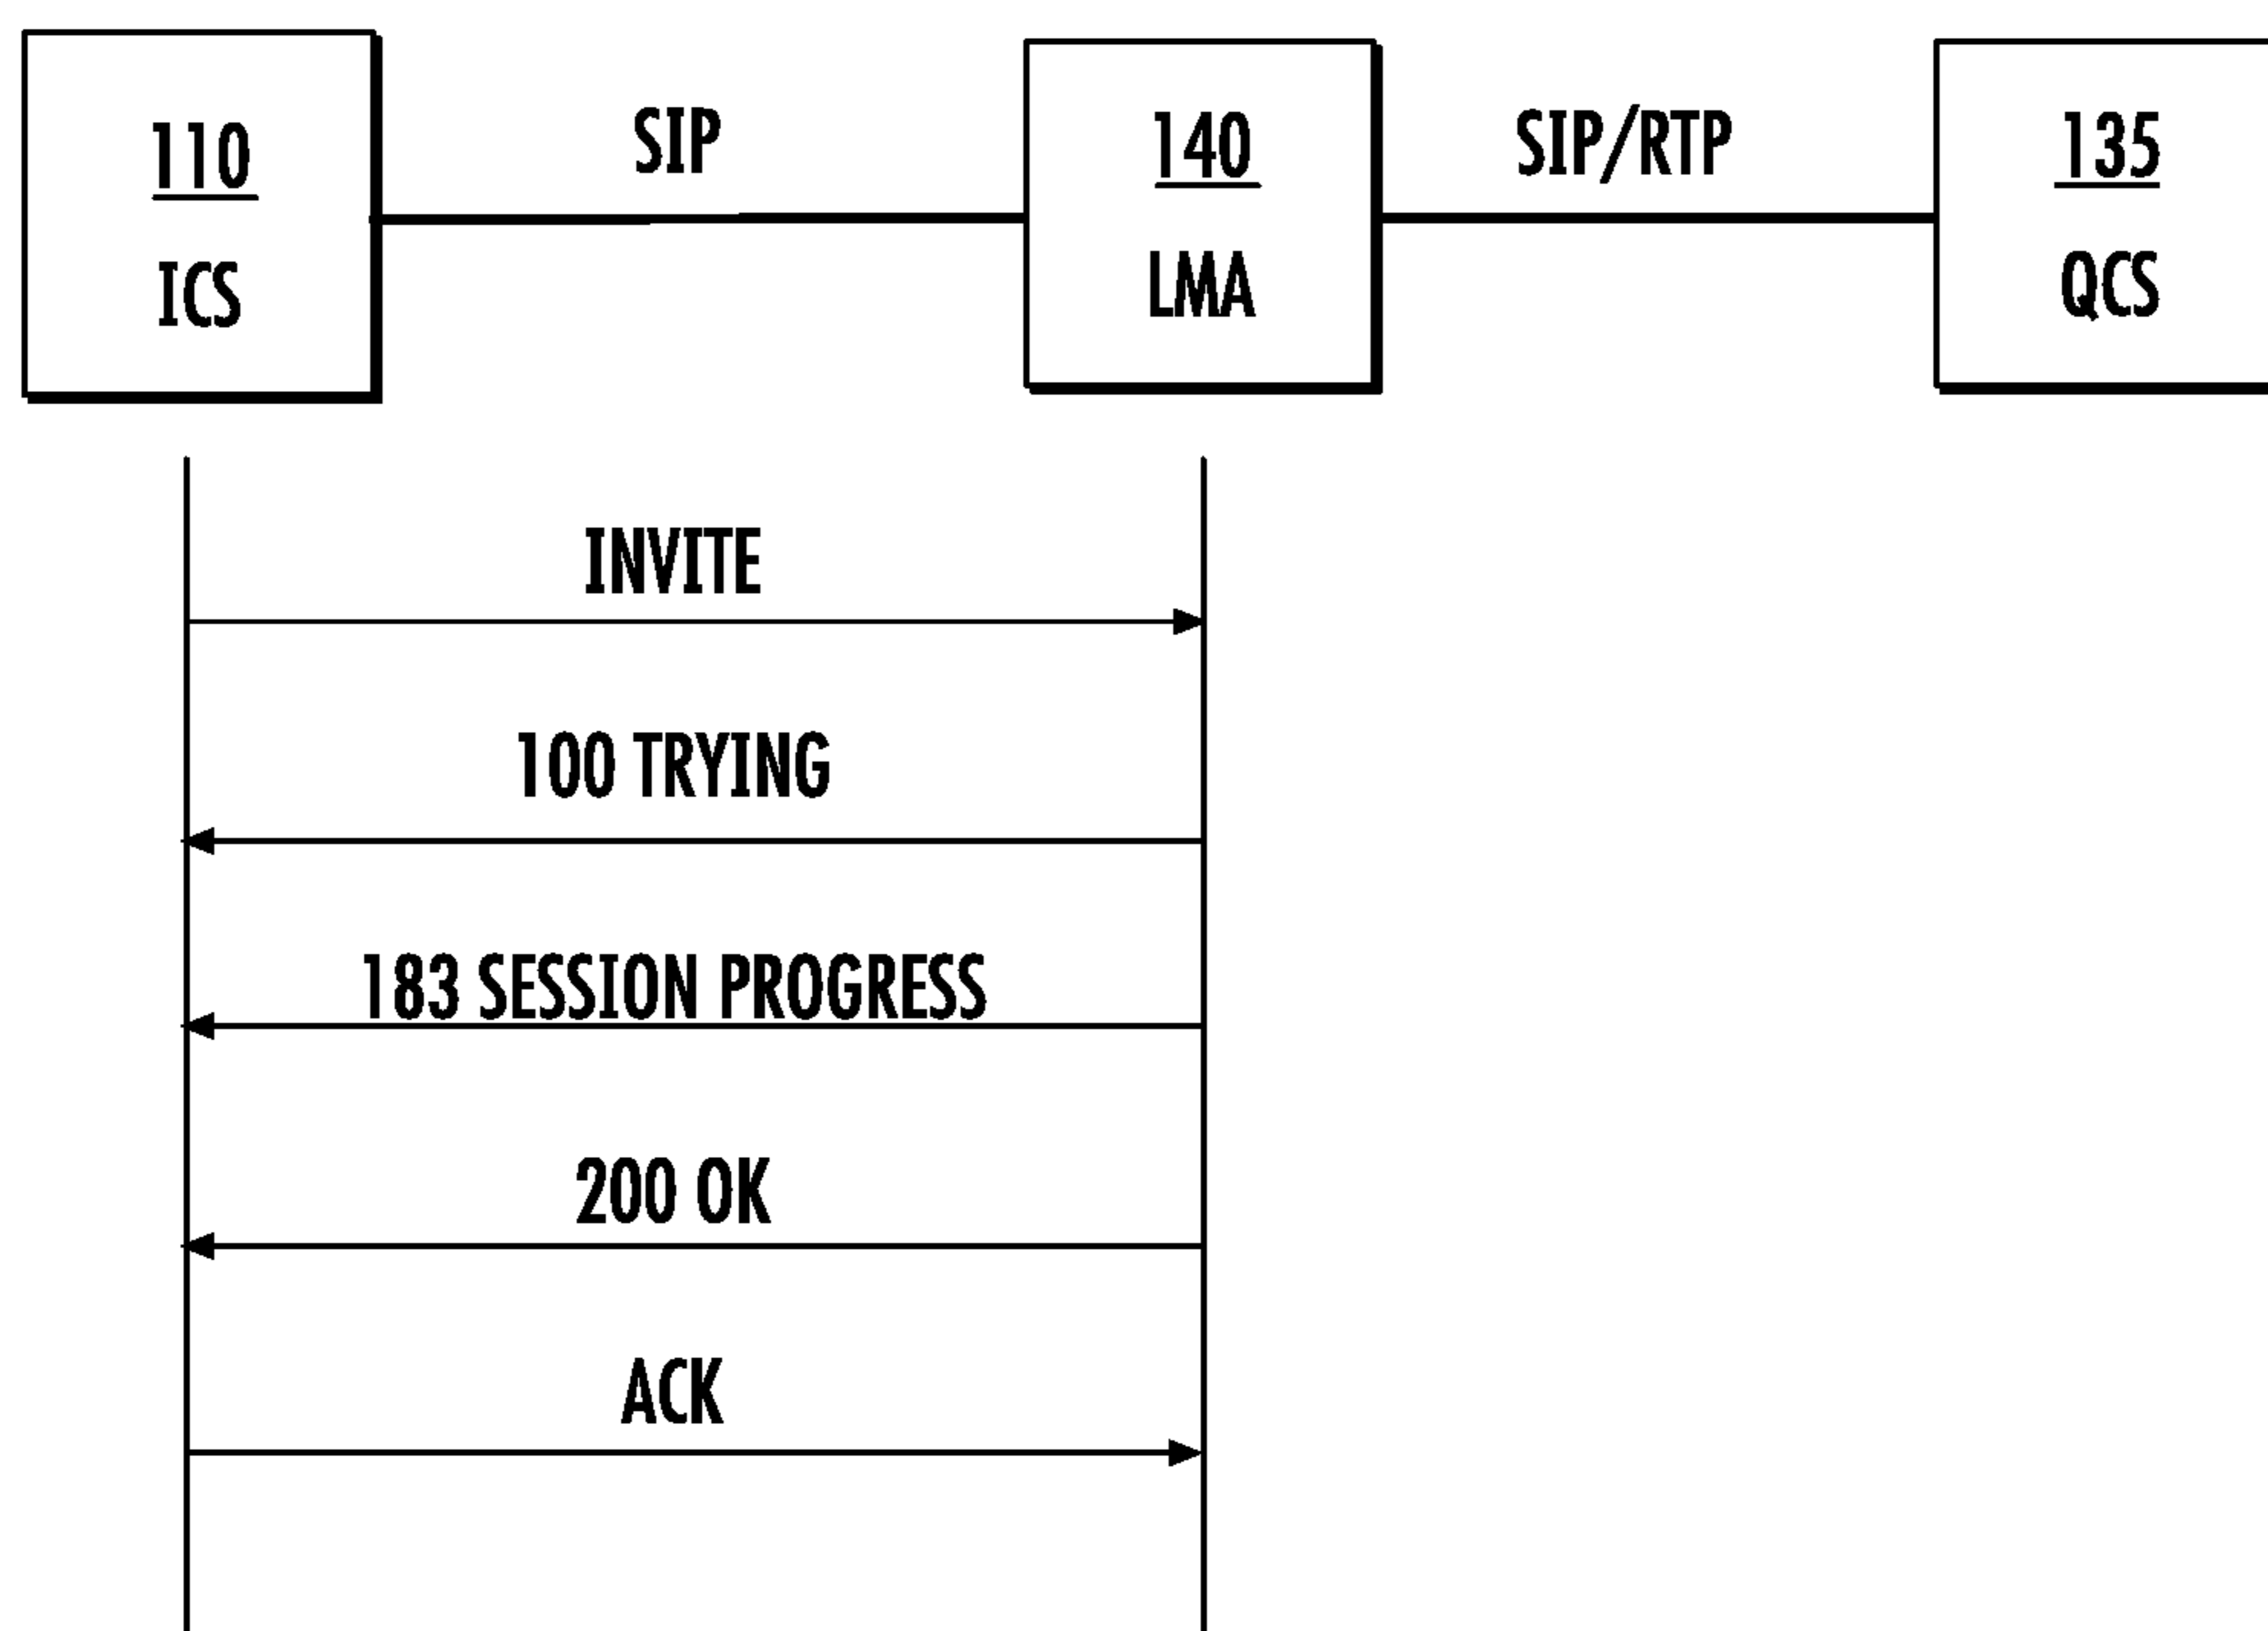 110
ICS
SIP
140
LMA
SIP/RTP
135
QCS
INVITE
100 TRYING
183 SESSION PROGRESS
200 OK
ACK